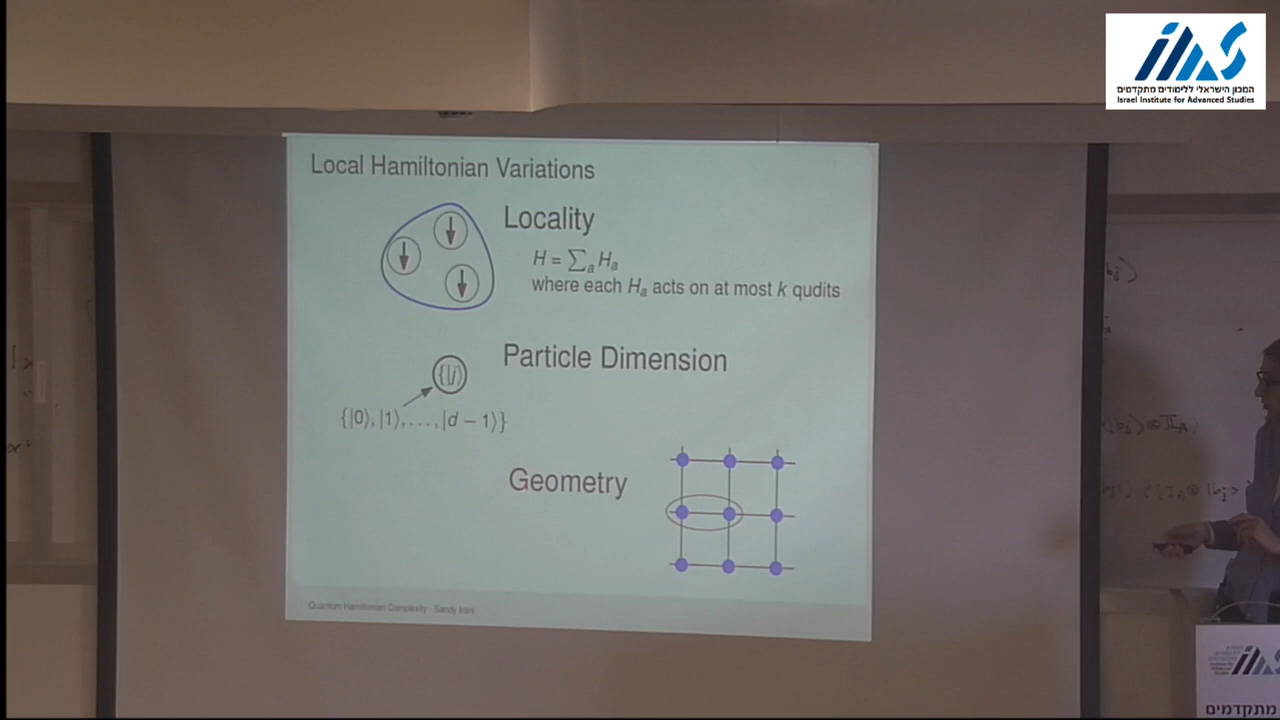 המכון הישראלי ללימודים מתקדמים
Israel Institute for Advanced Studies
Local Hamiltonian Variations
Locality
H = ∑ₐ Hₐ
where each Hₐ acts on at most k qudits
{|j⟩}
Particle Dimension
{|0⟩, |1⟩, . . . , |d − 1⟩}
Geometry
Quantum Hamiltonian Complexity - Sandy Irani
מתקדמים